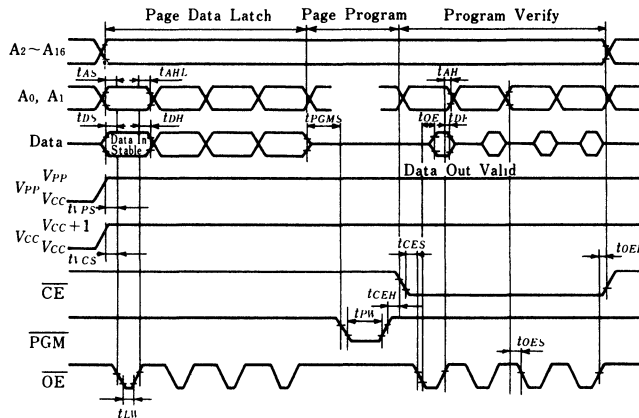 Page Data Latch Page Program Program Verify
A2~A16
tAS tAHL tAH
A0, A1
tDS tDH tPGMS tOE tDF
Data Data In Stable
Data Out Valid
VPP
VPP VCC
tVPS
VCC+1
VCC VCC
tVCS
tCES tOEH
CE
tCEH
tPW
PGM
tOES
OE
tLW